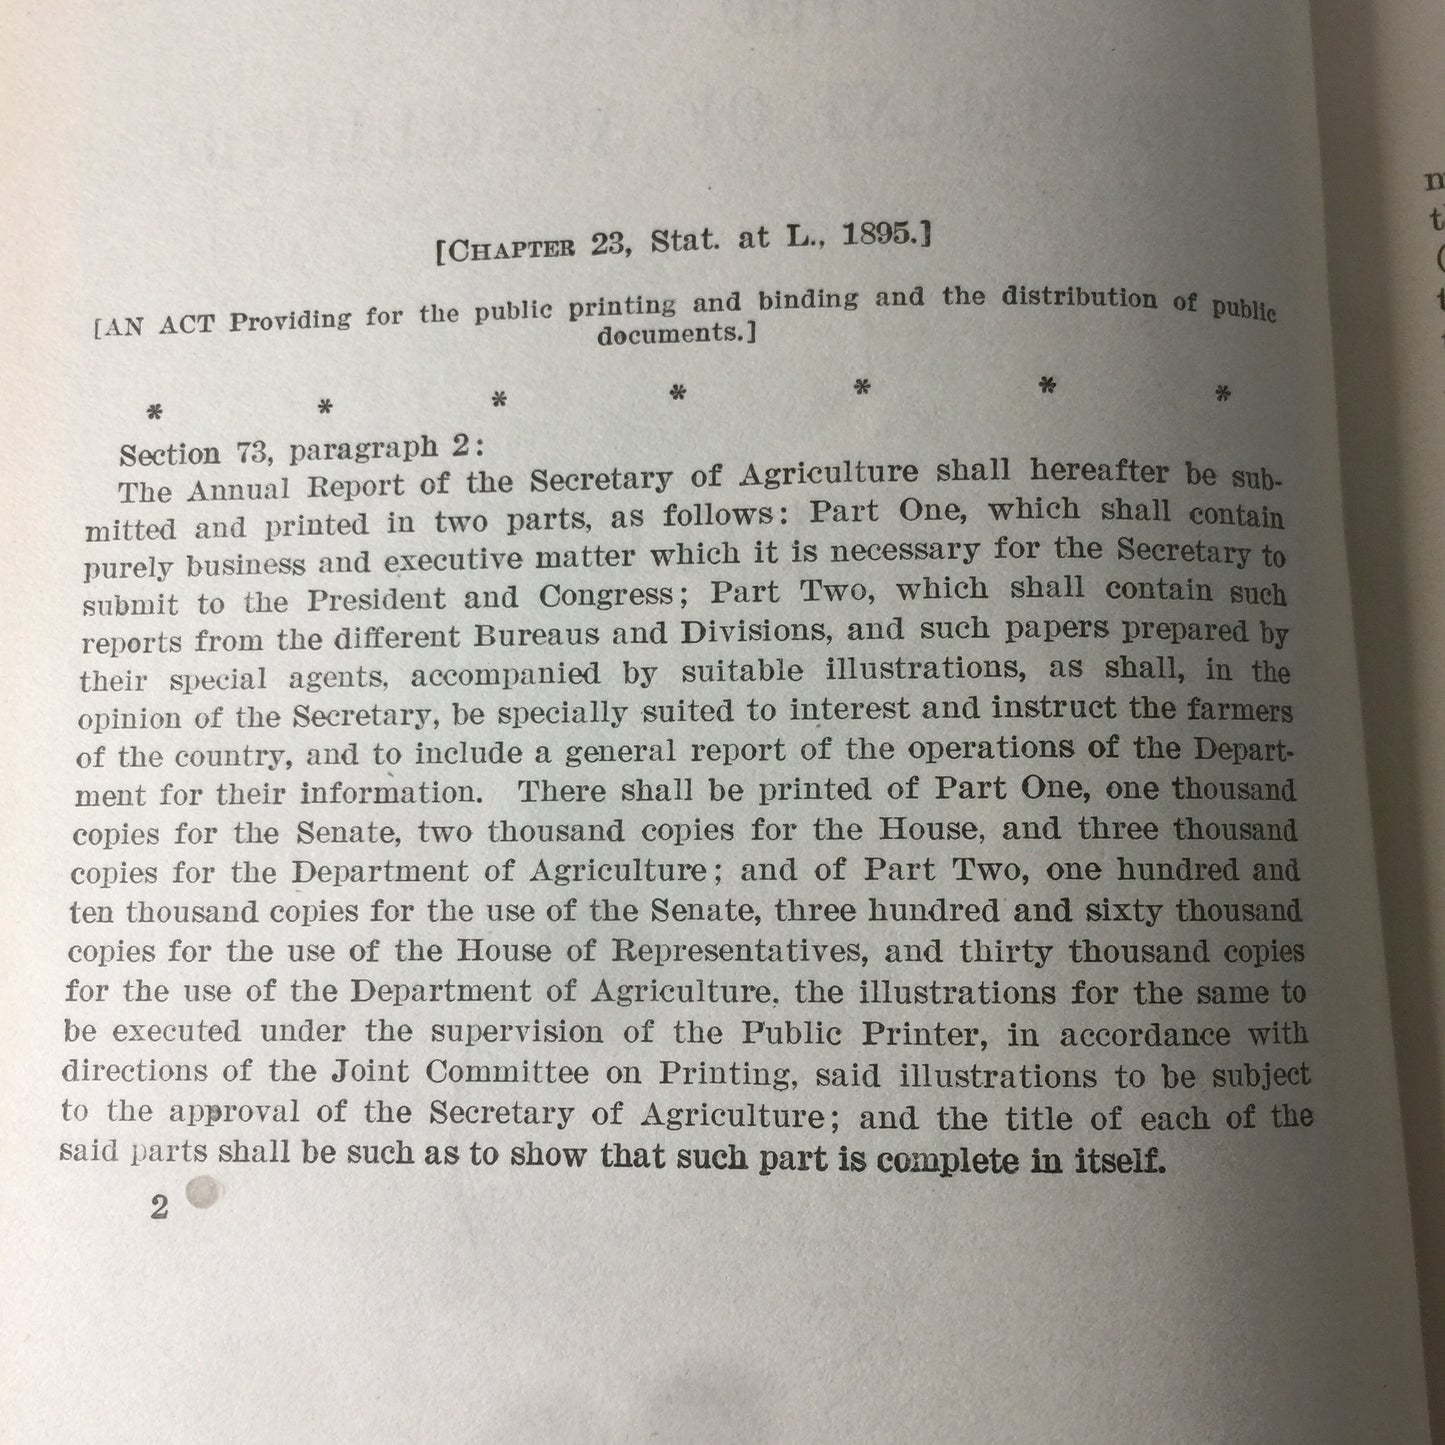 [CHAPTER 23, Stat. at L., 1895.]
[AN ACT Providing for the public printing and binding and the distribution of public
documents.]
* * * * * * *
Section 73, paragraph 2:
The Annual Report of the Secretary of Agriculture shall hereafter be sub-
mitted and printed in two parts, as follows: Part One, which shall contain
purely business and executive matter which it is necessary for the Secretary to
submit to the President and Congress; Part Two, which shall contain such
reports from the different Bureaus and Divisions, and such papers prepared by
their special agents, accompanied by suitable illustrations, as shall, in the
opinion of the Secretary, be specially suited to interest and instruct the farmers
of the country, and to include a general report of the operations of the Depart-
ment for their information. There shall be printed of Part One, one thousand
copies for the Senate, two thousand copies for the House, and three thousand
copies for the Department of Agriculture; and of Part Two, one hundred and
ten thousand copies for the use of the Senate, three hundred and sixty thousand
copies for the use of the House of Representatives, and thirty thousand copies
for the use of the Department of Agriculture, the illustrations for the same to
be executed under the supervision of the Public Printer, in accordance with
directions of the Joint Committee on Printing, said illustrations to be subject
to the approval of the Secretary of Agriculture; and the title of each of the
said parts shall be such as to show that such part is complete in itself.
2